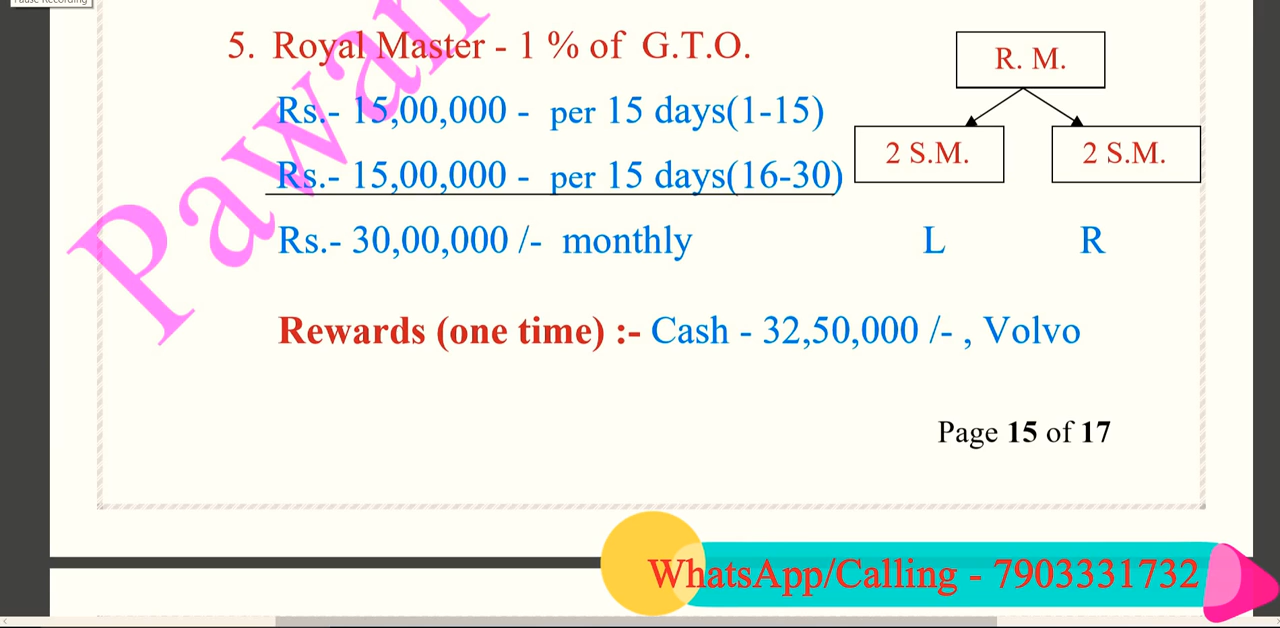 Pause Recording
5. Royal Master - 1 % of G.T.O.
R. M.
Rs.- 15,00,000 - per 15 days(1-15)
2 S.M.
2 S.M.
Rs.- 15,00,000 - per 15 days(16-30)
Rs.- 30,00,000 /- monthly
L
R
Rewards (one time) :- Cash - 32,50,000 /- , Volvo
Page 15 of 17
Pawan
WhatsApp/Calling - 7903331732